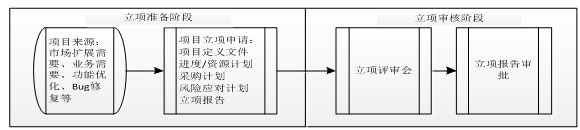 立项准备阶段
立项审核阶段
项目来源：
市场扩展需
要、业务需
要、功能优
化、Bug修
复等
项目立项申请：
项目定义文件
进度/资源计划
采购计划
风险应对计划
立项报告
立项评审会
立项报告审
批